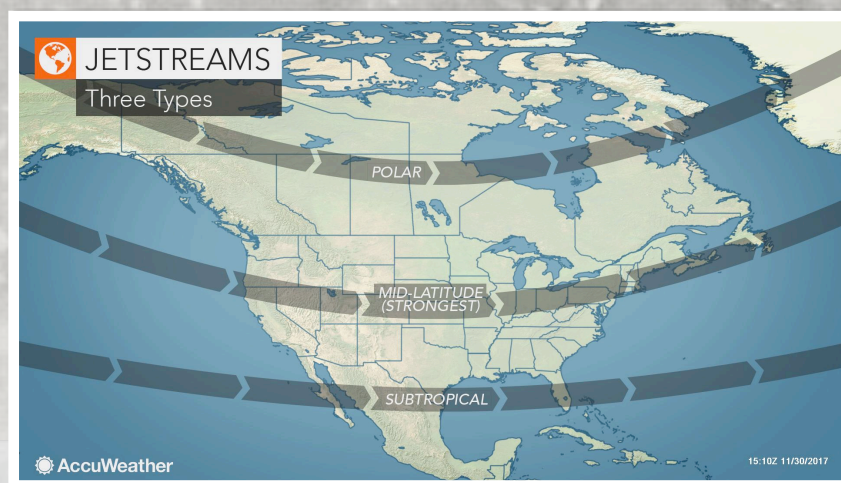 JETSTREAMS
Three Types
POLAR
MID-LATITUDE
(STRONGEST)
SUBTROPICAL
AccuWeather
15:10Z 11/30/2017